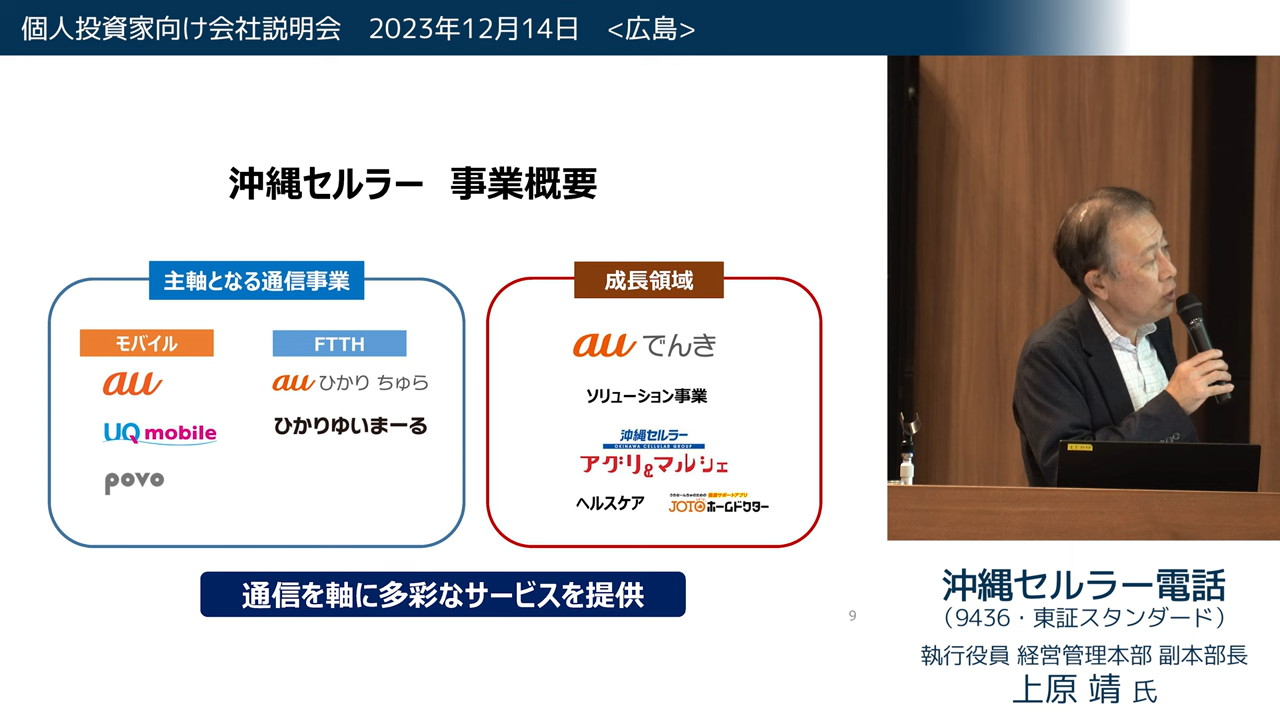 個人投資家向け会社説明会 2023年12月14日 <広島>
沖縄セルラー 事業概要
主軸となる通信事業
モバイル
au
UQ mobile
povo
FTTH
au ひかり ちゅら
ひかりゆいまーる
成長領域
au でんき
ソリューション事業
沖縄セルラー
OKINAWA CELLULAR GROUP
アグリ&マルシェ
ヘルスケア
JOTOホームドクター
通信を軸に多彩なサービスを提供
9
沖縄セルラー電話
(9436・東証スタンダード)
執行役員 経営管理本部 副本部長
上原 靖 氏